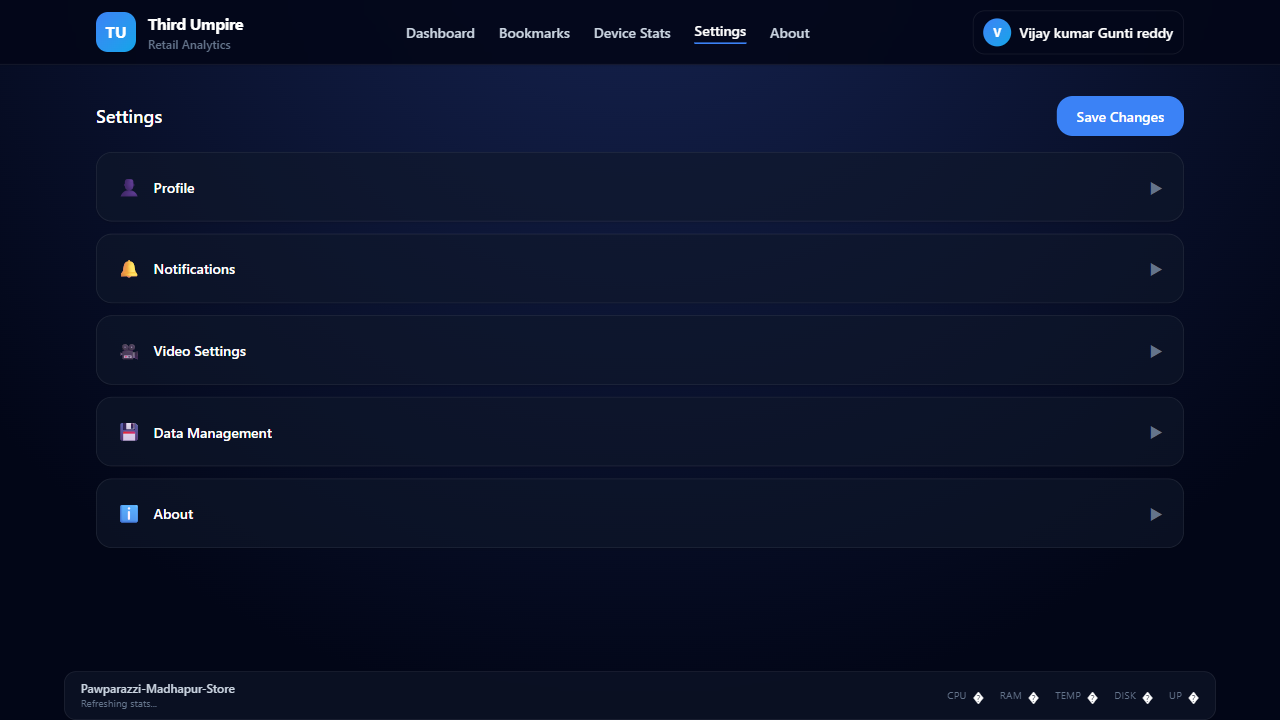 TU
Third Umpire
Retail Analytics
Dashboard
Bookmarks
Device Stats
Settings
About
V
Vijay kumar Gunti reddy
Settings
Save Changes
Profile
Notifications
Video Settings
Data Management
About
Pawparazzi-Madhapur-Store
Refreshing stats...
CPU �
RAM �
TEMP �
DISK �
UP �